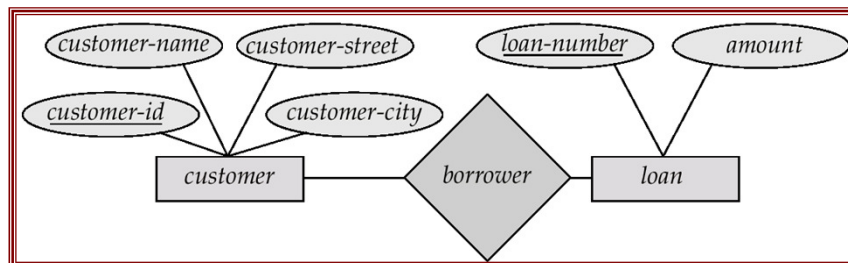 customer-name
customer-street
loan-number
amount
customer-id
customer-city
customer
borrower
loan